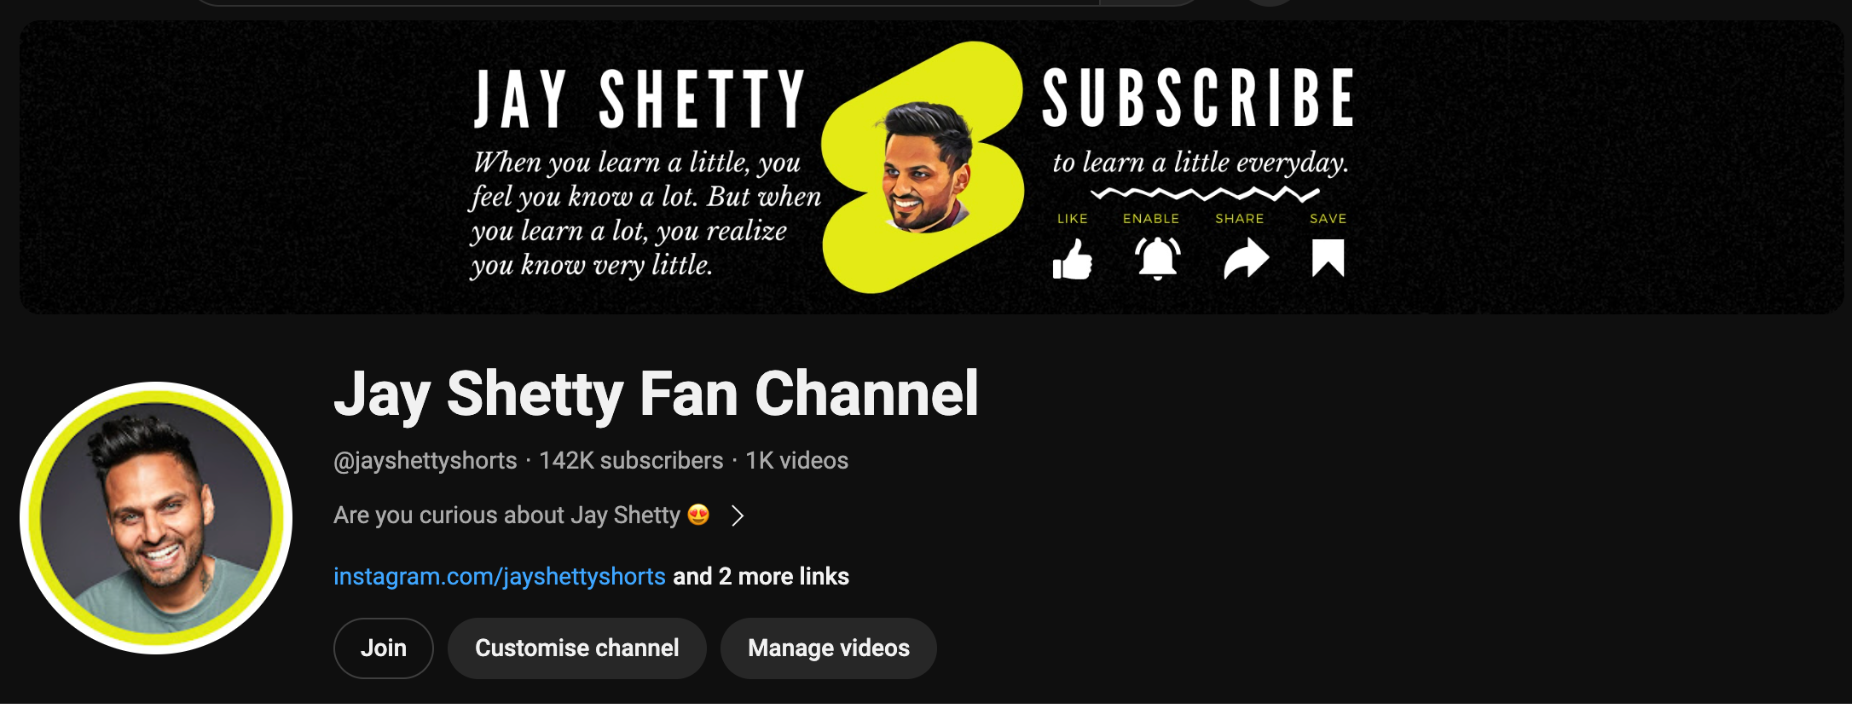 JAY SHETTY
When you learn a little, you
feel you know a lot. But when
you learn a lot, you realize
you know very little.
SUBSCRIBE
to learn a little everyday.
LIKE ENABLE SHARE SAVE
Jay Shetty Fan Channel
@jayshettyshorts · 142K subscribers · 1K videos
Are you curious about Jay Shetty 😍 >
instagram.com/jayshettyshorts and 2 more links
Join Customise channel Manage videos